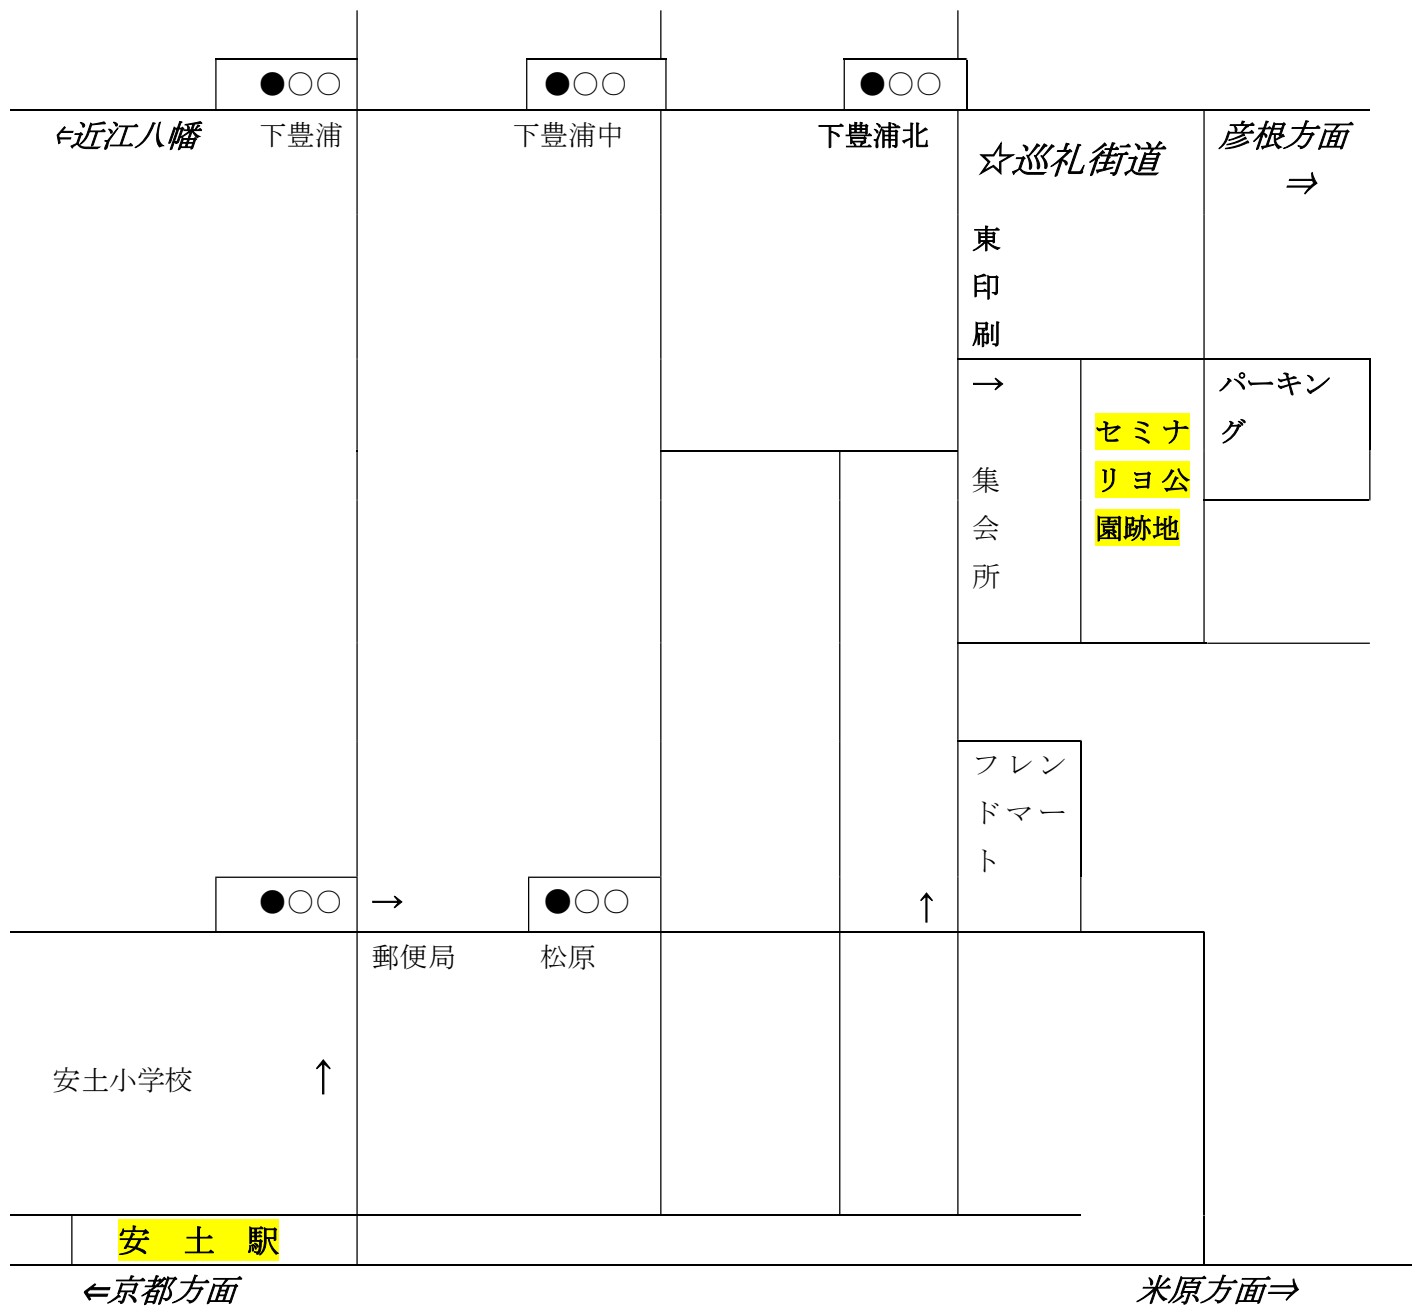 ●○○
●○○
●○○
⇐近江八幡
下豊浦
下豊浦中
下豊浦北
☆巡礼街道
彦根方面
⇒
東
印
刷
→
集
会
所
セミナ
リヨ公
園跡地
パーキン
グ
フレン
ドマー
ト
●○○
→
●○○
↑
郵便局
松原
安土小学校
↑
安 土 駅
⇐京都方面
米原方面⇒